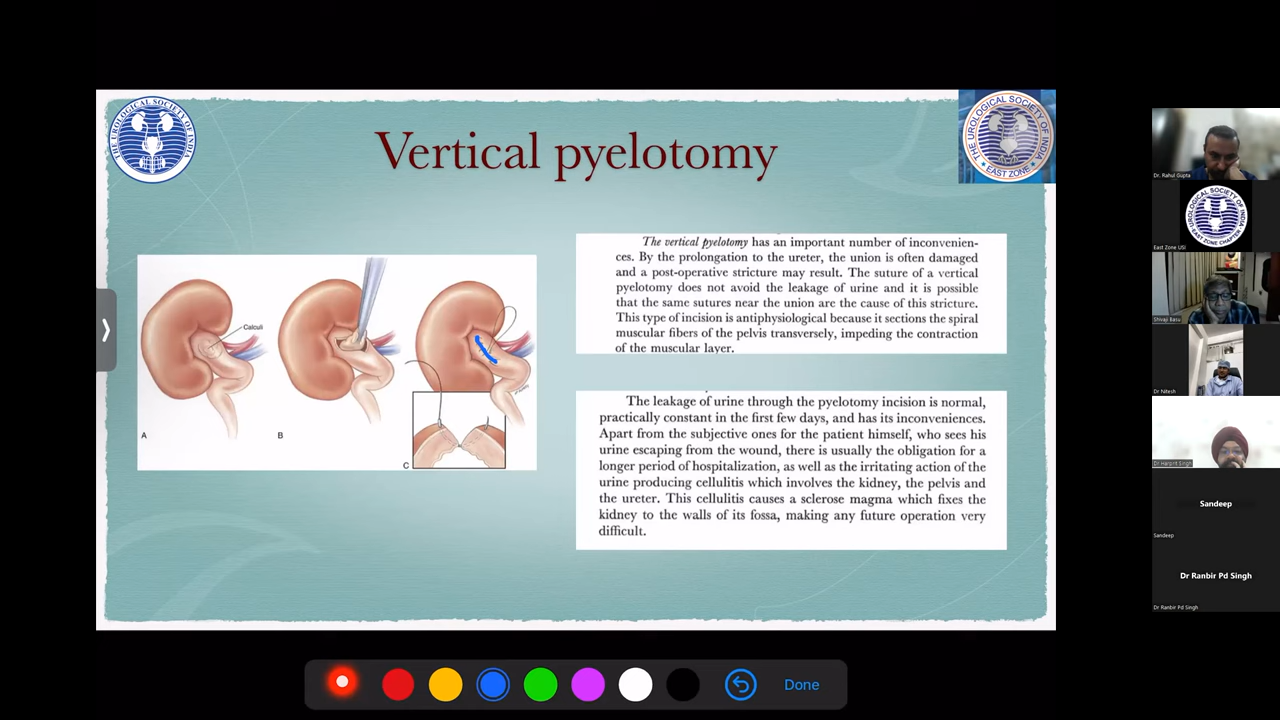 THE UROLOGICAL SOCIETY OF INDIA
THE UROLOGICAL SOCIETY OF INDIA
EAST ZONE
Vertical pyelotomy
Calculi
A
B
C
The vertical pyelotomy has an important number of inconvenien-
ces. By the prolongation to the ureter, the union is often damaged
and a post-operative stricture may result. The suture of a vertical
pyelotomy does not avoid the leakage of urine and it is possible
that the same sutures near the union are the cause of this stricture.
This type of incision is antiphysiological because it sections the spiral
muscular fibers of the pelvis transversely, impeding the contraction
of the muscular layer.
The leakage of urine through the pyelotomy incision is normal,
practically constant in the first few days, and has its inconveniences.
Apart from the subjective ones for the patient himself, who sees his
urine escaping from the wound, there is usually the obligation for a
longer period of hospitalization, as well as the irritating action of the
urine producing cellulitis which involves the kidney, the pelvis and
the ureter. This cellulitis causes a sclerose magma which fixes the
kidney to the walls of its fossa, making any future operation very
difficult.
Done
Dr. Rahul Gupta
East Zone USI
Shivaji Basu
Dr Nitesh
Dr Harprit Singh
Sandeep
Sandeep
Dr Ranbir Pd Singh
Dr Ranbir Pd Singh